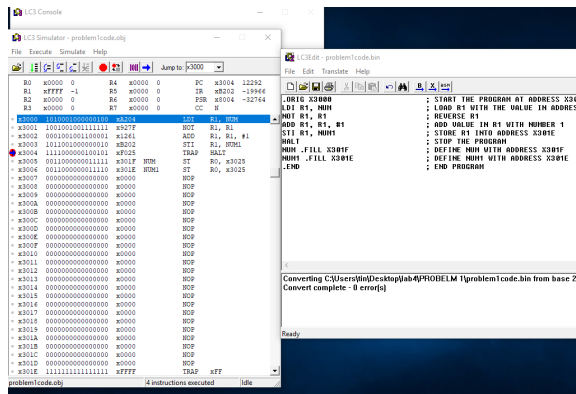 LC3 Console
LC3 Simulator - problem1code.obj
File Execute Simulate Help
Jump to: x3000
R0 x0000 0 R4 x0000 0 PC x3004 12292
R1 xFFFF -1 R5 x0000 0 IR xB202 -19966
R2 x0000 0 R6 x0000 0 PSR x8004 -32764
R3 x0000 0 R7 x0000 0 CC N
x3000 1010001000000100 xA204 LDI R1, NUM
x3001 1001001001111111 x927F NOT R1, R1
x3002 0001001001100001 x1261 ADD R1, R1, #1
x3003 1011001000000010 xB202 STI R1, NUM1
x3004 1111000000100101 xF025 TRAP HALT
x3005 0011000000011111 x301F NUM ST R0, x3025
x3006 0011000000011110 x301E NUM1 ST R0, x3025
x3007 0000000000000000 x0000 NOP
x3008 0000000000000000 x0000 NOP
x3009 0000000000000000 x0000 NOP
x300A 0000000000000000 x0000 NOP
x300B 0000000000000000 x0000 NOP
x300C 0000000000000000 x0000 NOP
x300D 0000000000000000 x0000 NOP
x300E 0000000000000000 x0000 NOP
x300F 0000000000000000 x0000 NOP
x3010 0000000000000000 x0000 NOP
x3011 0000000000000000 x0000 NOP
x3012 0000000000000000 x0000 NOP
x3013 0000000000000000 x0000 NOP
x3014 0000000000000000 x0000 NOP
x3015 0000000000000000 x0000 NOP
x3016 0000000000000000 x0000 NOP
x3017 0000000000000000 x0000 NOP
x3018 0000000000000000 x0000 NOP
x3019 0000000000000000 x0000 NOP
x301A 0000000000000000 x0000 NOP
x301B 0000000000000000 x0000 NOP
x301C 0000000000000000 x0000 NOP
x301D 0000000000000000 x0000 NOP
x301E 1111111111111111 xFFFF TRAP xFF
problem1code.obj 4 instructions executed Idle
LC3Edit - problem1code.bin
File Edit Translate Help
.ORIG X3000 ; START THE PROGRAM AT ADDRESS X30
LDI R1, NUM ; LOAD R1 WITH THE VALUE IN ADDRES
NOT R1, R1 ; REVERSE R1
ADD R1, R1, #1 ; ADD VALUE IN R1 WITH NUMBER 1
STI R1, NUM1 ; STORE R1 INTO ADDRESS X301E
HALT ; STOP THE PROGRAM
NUM .FILL X301F ; DEFINE NUM WITH ADDRESS X301F
NUM1 .FILL X301E ; DEFINE NUM1 WITH ADDRESS X301E
.END ; END PROGRAM
Converting C:\Users\tin\Desktop\lab4\PROBELM 1\problem1code.bin from base 2
Convert complete - 0 error(s)
Ready